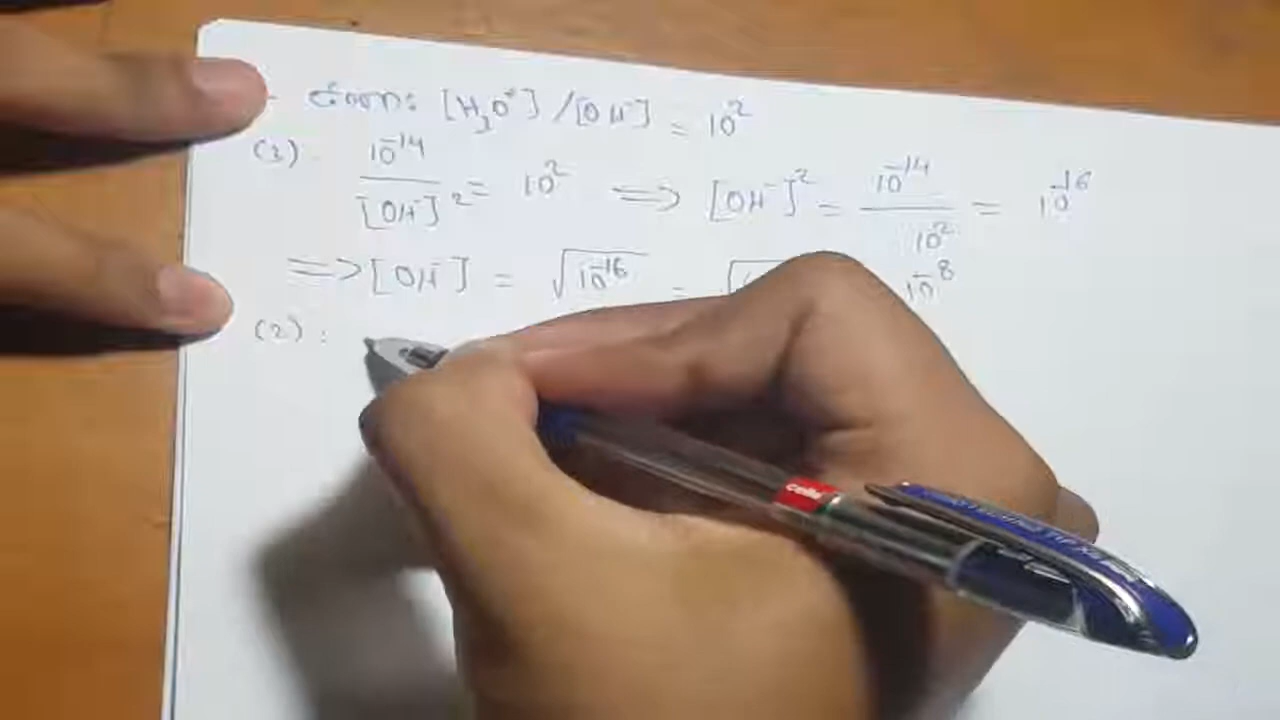 [H₃O⁺] / [OH⁻] = 10²
(1). 10⁻¹⁴ / [OH⁻]² = 10² ⟹ [OH⁻]² = 10⁻¹⁴ / 10² = 10⁻¹⁶
⟹ [OH⁻] = √10⁻¹⁶ = 10⁻⁸
(2) :
cello